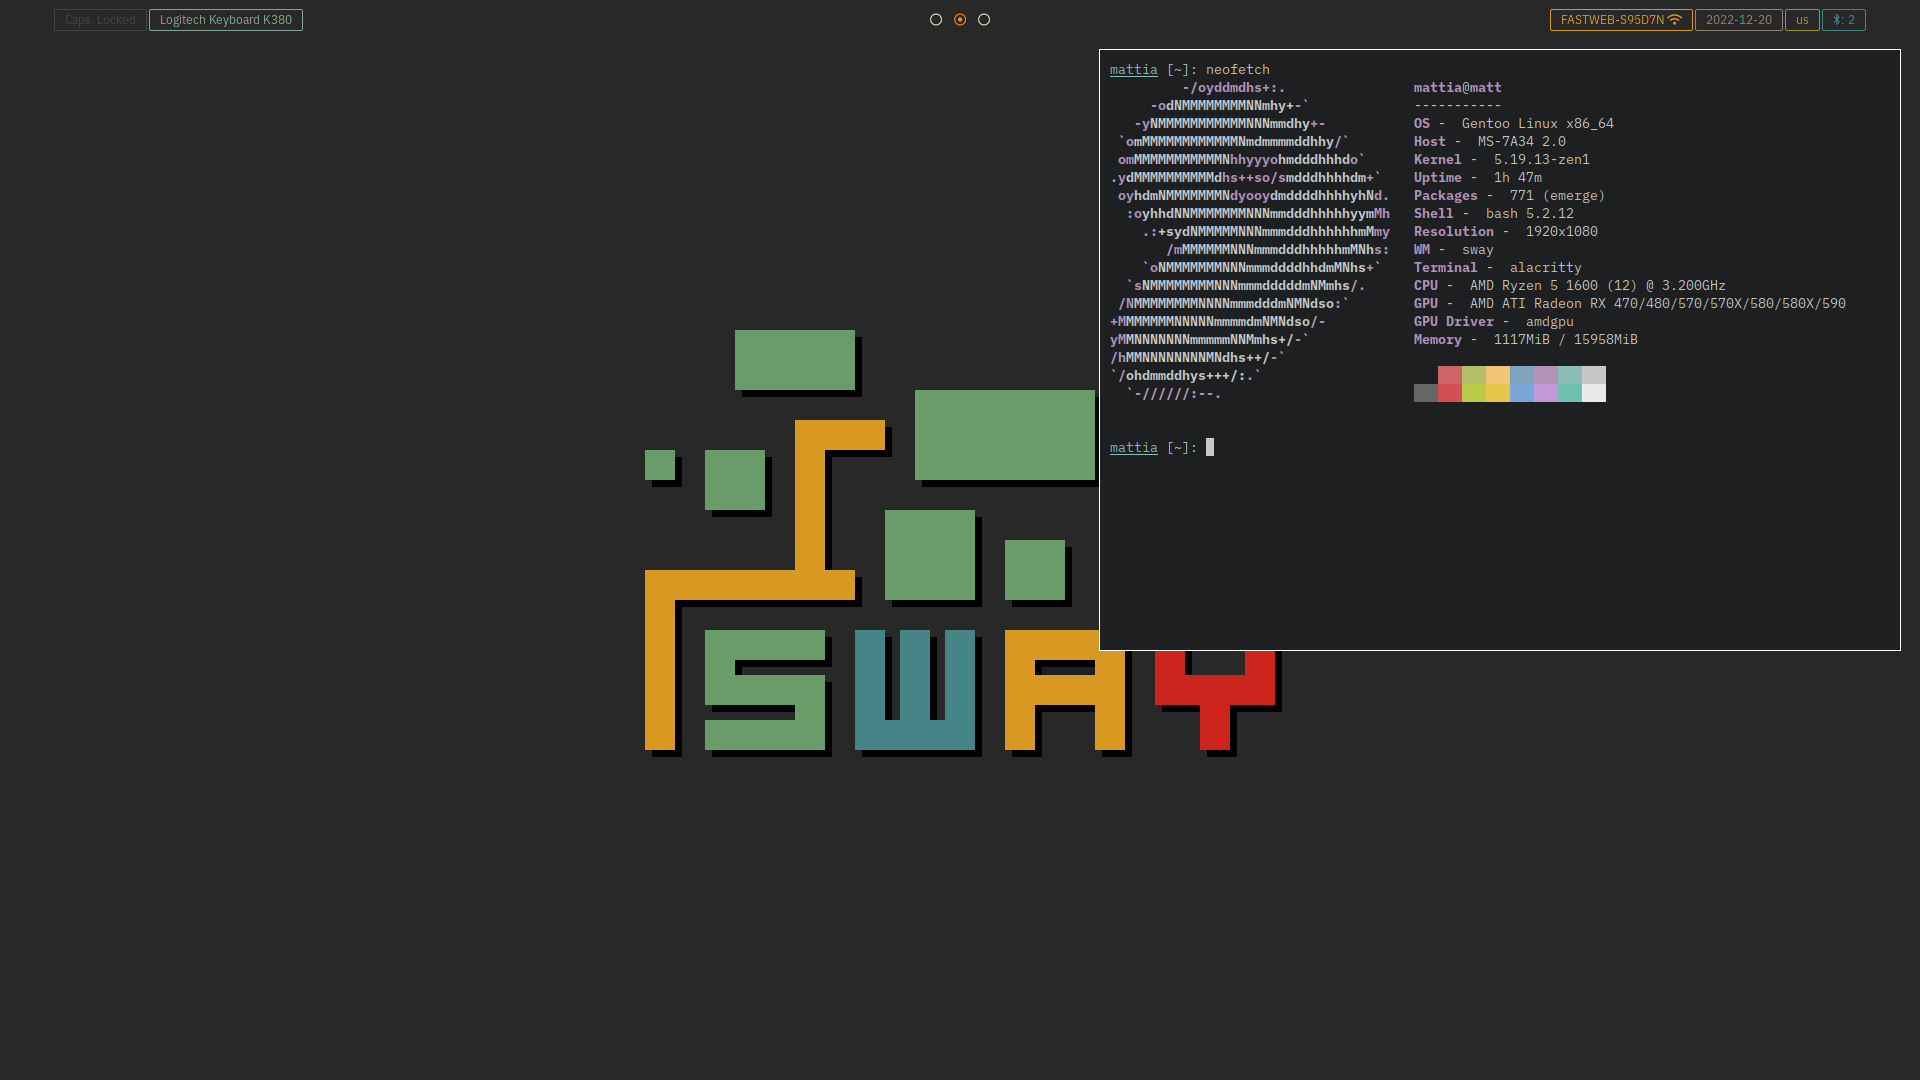 Caps. Locked
Logitech Keyboard K380
FASTWEB-S95D7N
2022-12-20
us
: 2
mattia [~]: neofetch
-/oyddmdhs+:.
mattia@matt
-odNMMMMMMMMNNmhy+-`
-----------
-yNMMMMMMMMMMMNNNmmdhy+-
OS -  Gentoo Linux x86_64
`omMMMMMMMMMMMMNmdmmmmddhhy/`
Host -  MS-7A34 2.0
omMMMMMMMMMMMNhhyyyohmdddhhhdo`
Kernel -  5.19.13-zen1
.ydMMMMMMMMMMdhs++so/smdddhhhhdm+`
Uptime -  1h 47m
oyhdmNMMMMMMMNdyooydmddddhhhhyhNd.
Packages -  771 (emerge)
:oyhhdNNMMMMMMMNNNmmdddhhhhhyymMh
Shell -  bash 5.2.12
.:+sydNMMMMMNNNmmmdddhhhhhhmMmy
Resolution -  1920x1080
/mMMMMMMNNNmmmdddhhhhhmMNhs:
WM -  sway
`oNMMMMMMMNNNmmmddddhhdmMNhs+`
Terminal -  alacritty
`sNMMMMMMMMNNNmmmdddddmNMmhs/.
CPU -  AMD Ryzen 5 1600 (12) @ 3.200GHz
/NMMMMMMMMNNNNmmmdddmNMNdso:`
GPU -  AMD ATI Radeon RX 470/480/570/570X/580/580X/590
+MMMMMMMNNNNNmmmmdmNMNdso/-
GPU Driver -  amdgpu
yMMNNNNNNNmmmmmNNMmhs+/-`
Memory -  1117MiB / 15958MiB
/hMMNNNNNNNNMNdhs++/-`
`/ohdmmddhys+++/:.`
`-//////:--.
mattia [~]:
SWAY